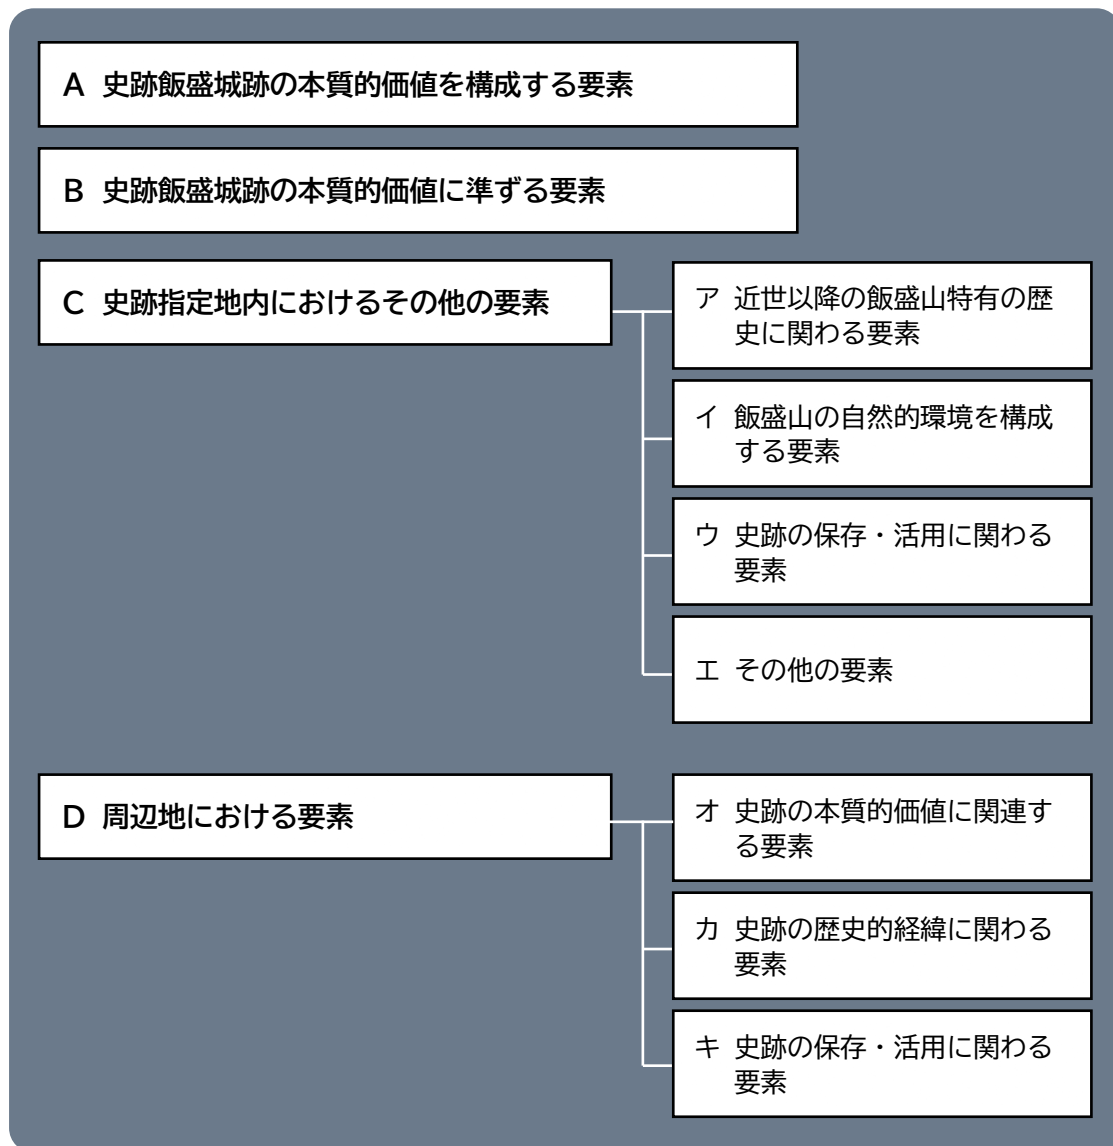 A 史跡飯盛城跡の本質的価値を構成する要素
B 史跡飯盛城跡の本質的価値に準ずる要素
C 史跡指定地内におけるその他の要素
ア 近世以降の飯盛山特有の歴
史に関わる要素
イ 飯盛山の自然的環境を構成
する要素
ウ 史跡の保存・活用に関わる
要素
エ その他の要素
D 周辺地における要素
オ 史跡の本質的価値に関連す
る要素
カ 史跡の歴史的経緯に関わる
要素
キ 史跡の保存・活用に関わる
要素